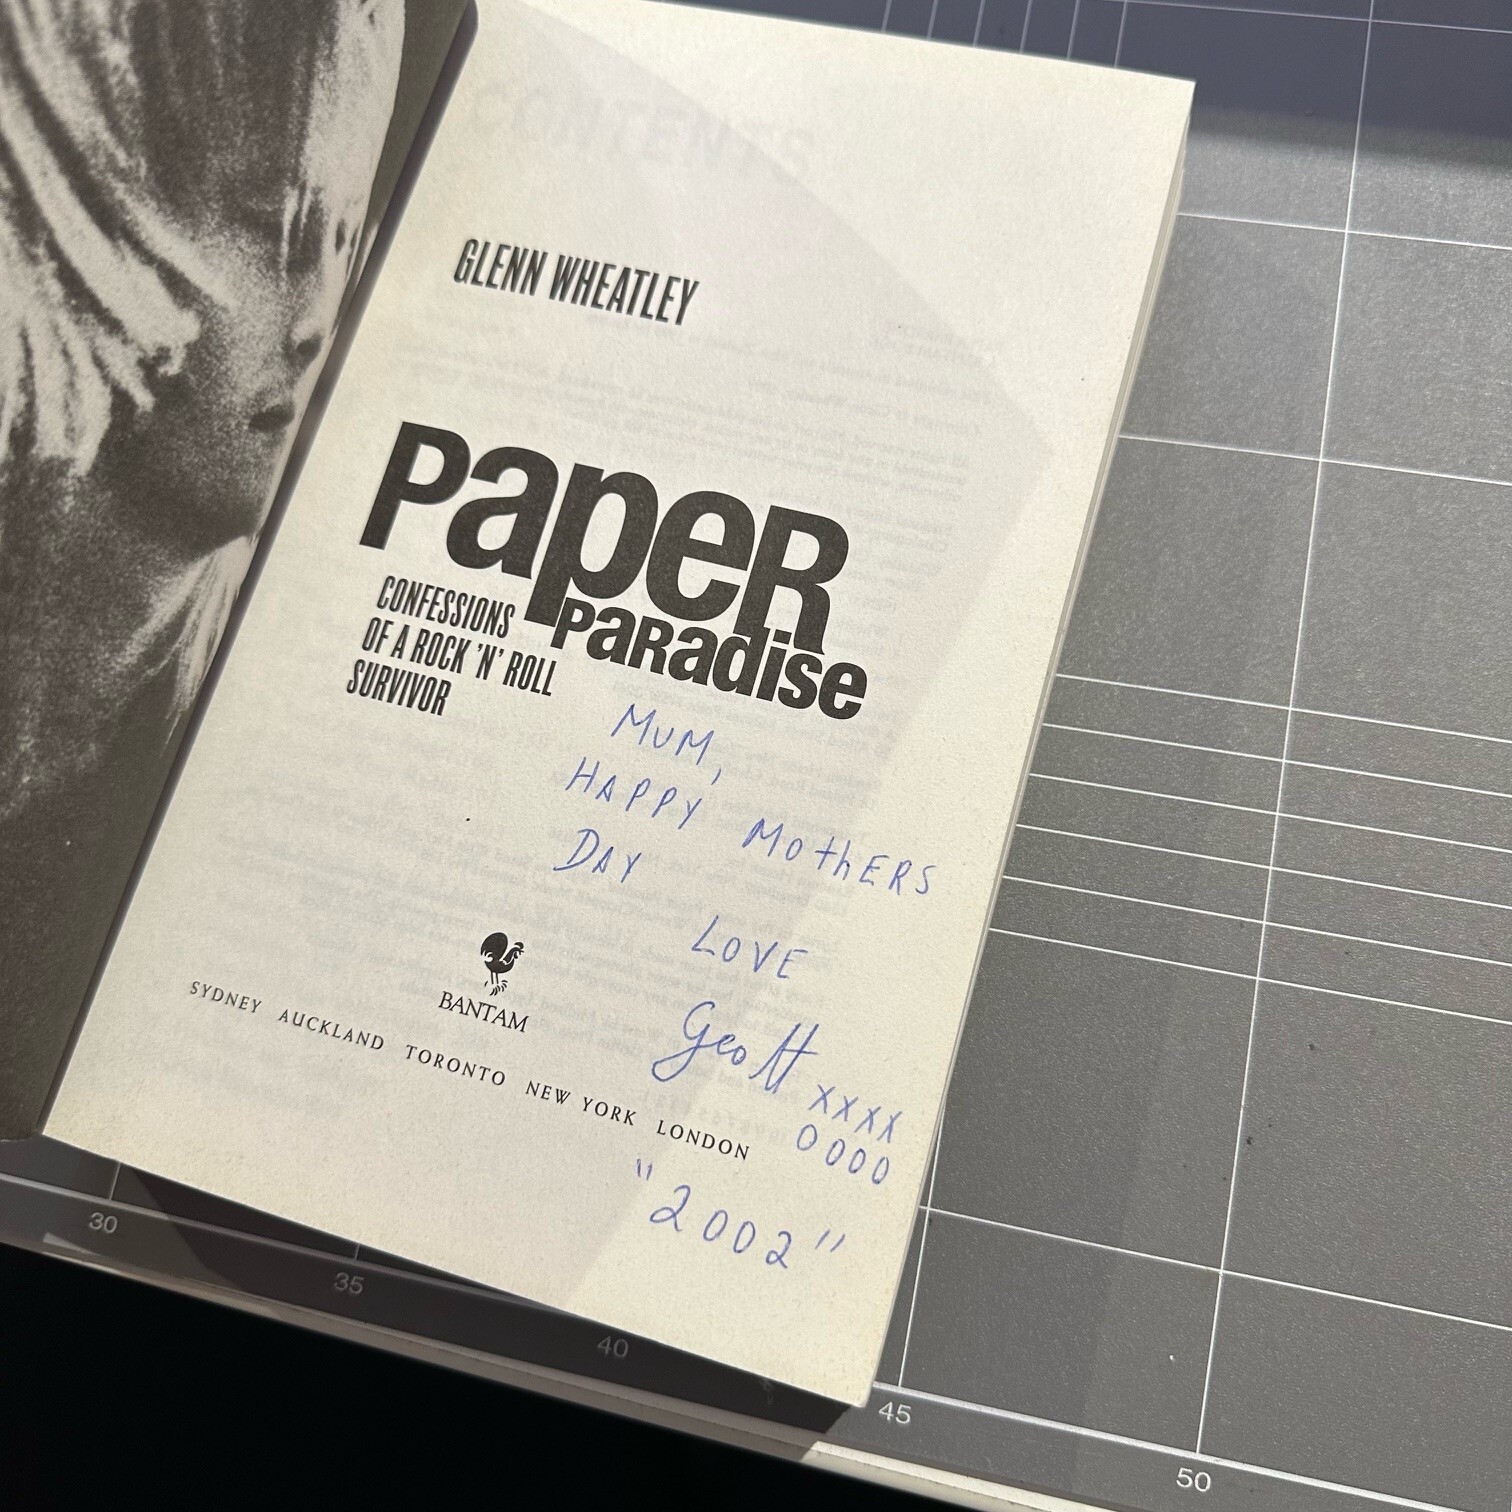 CONTENTS
GLENN WHEATLEY
PapeR
PaRadise
CONFESSIONS
OF A ROCK 'N' ROLL
SURVIVOR
MUM,
HAPPY MOthERS
DAY
LOVE
Geoff xxxx
0000
"2002"
BANTAM
SYDNEY AUCKLAND TORONTO NEW YORK LONDON
30
35
40
45
50